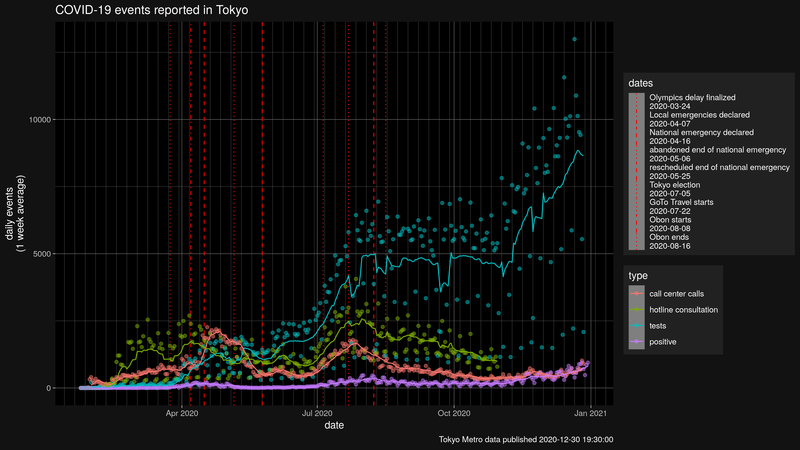 COVID-19 events reported in Tokyo
daily events
(1 week average)
10000
5000
0
Apr 2020
Jul 2020
Oct 2020
Jan 2021
date
Tokyo Metro data published 2020-12-30 19:30:00
dates
Olympics delay finalized
2020-03-24
Local emergencies declared
2020-04-07
National emergency declared
2020-04-16
abandoned end of national emergency
2020-05-06
rescheduled end of national emergency
2020-05-25
Tokyo election
2020-07-05
GoTo Travel starts
2020-07-22
Obon starts
2020-08-08
Obon ends
2020-08-16
type
call center calls
hotline consultation
tests
positive